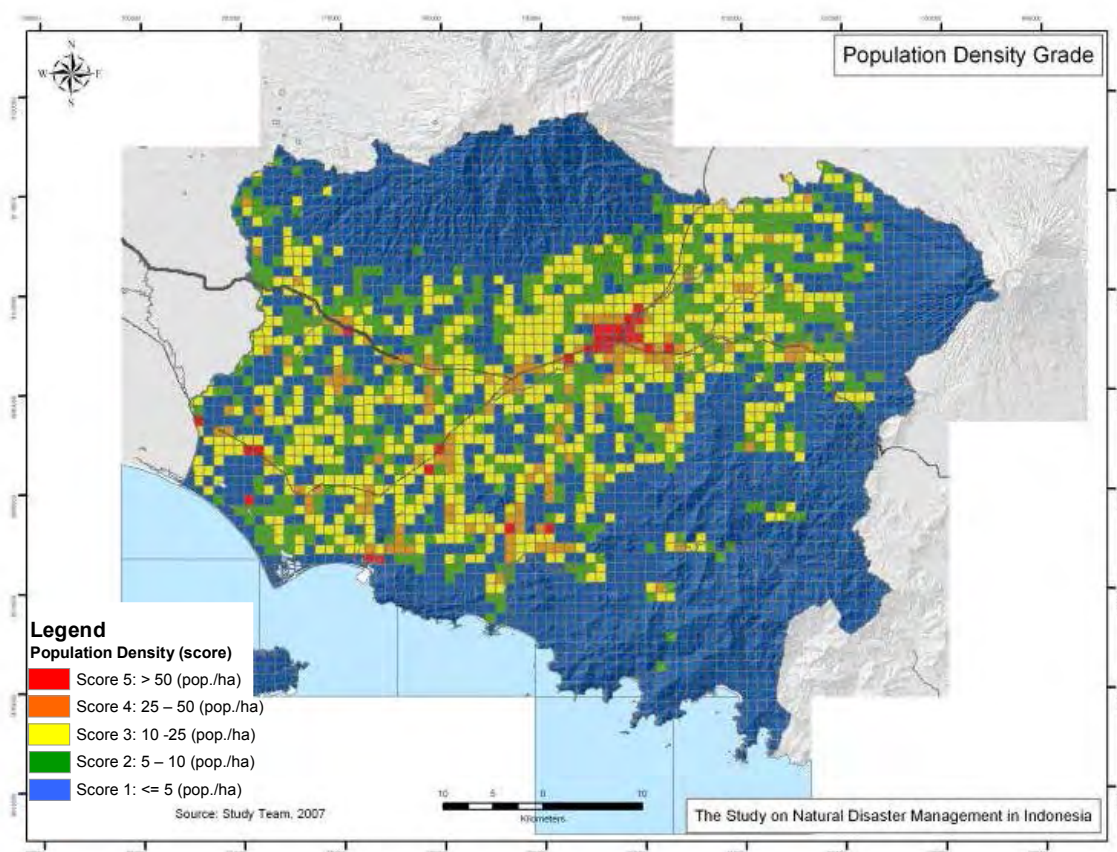 Population Density Grade
N
W E
S
Legend
Population Density (score)
Score 5: > 50 (pop./ha)
Score 4: 25 – 50 (pop./ha)
Score 3: 10 -25 (pop./ha)
Score 2: 5 – 10 (pop./ha)
Score 1: <= 5 (pop./ha)
Source: Study Team, 2007
10 5 0 10
Kilometers
The Study on Natural Disaster Management in Indonesia